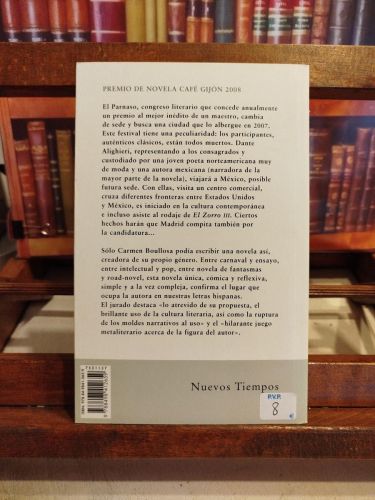 PREMIO DE NOVELA CAFÉ GIJÓN 2008
El Parnaso, congreso literario que concede anualmente
un premio al mejor inédito de un maestro, cambia
de sede y busca una ciudad que lo albergue en 2007.
Este festival tiene una peculiaridad: los participantes,
auténticos clásicos, están todos muertos. Dante
Alighieri, representando a los consagrados y
custodiado por una joven poeta norteamericana muy
de moda y una autora mexicana (narradora de la
mayor parte de la novela), viajará a México, posible
futura sede. Con ellas, visita un centro comercial,
cruza diferentes fronteras entre Estados Unidos
y México, es iniciado en la cultura contemporánea
e incluso asiste al rodaje de El Zorro III. Ciertos
hechos harán que Madrid compita también por
la candidatura...
Sólo Carmen Boullosa podía escribir una novela así,
creadora de su propio género. Entre carnaval y ensayo,
entre intelectual y pop, entre novela de fantasmas
y road-novel, esta novela única, cómica y reflexiva,
simple y a la vez compleja, confirma el lugar que
ocupa la autora en nuestras letras hispanas.
El jurado destaca «lo atrevido de su propuesta, el
brillante uso de la cultura literaria, así como la ruptura
de los moldes narrativos al uso» y el «hilarante juego
metaliterario acerca de la figura del autor».
Nuevos Tiempos
P.V.P.
8
€